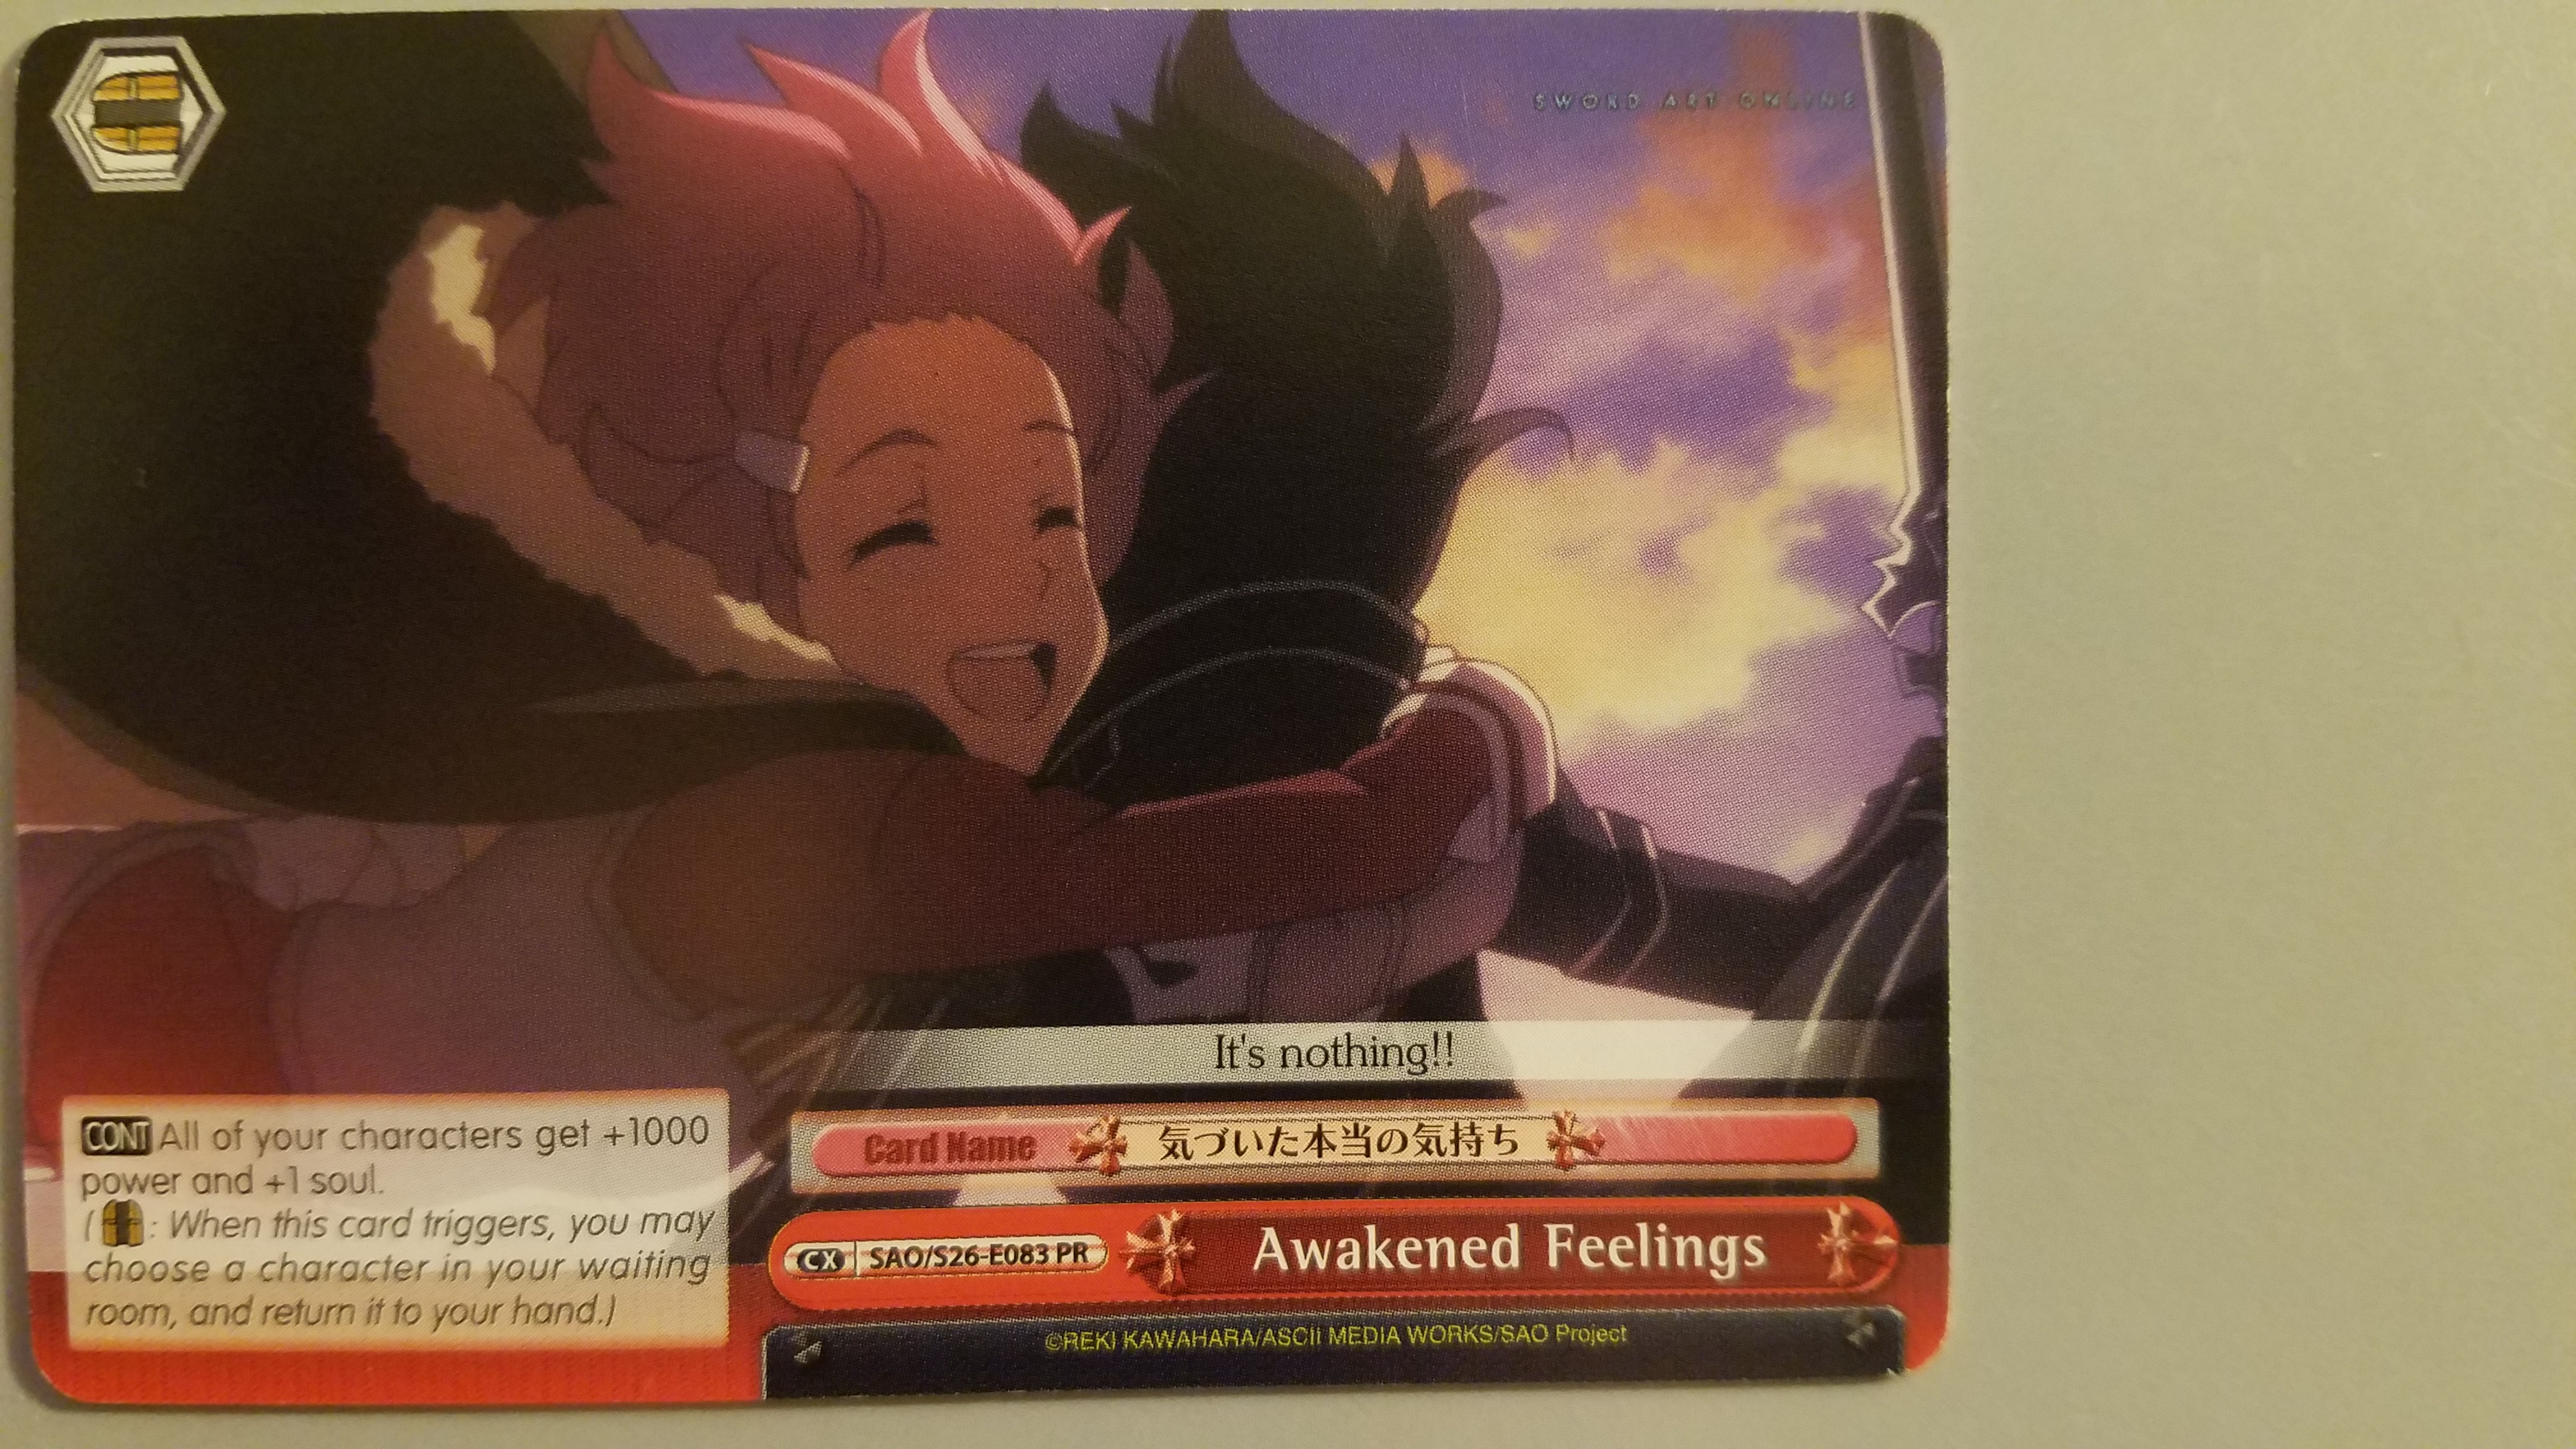 SWORD ART ONLINE
It's nothing!!
CONT All of your characters get +1000
power and +1 soul.
( : When this card triggers, you may
choose a character in your waiting
room, and return it to your hand.)
Card Name 気づいた本当の気持ち
CX SAO/S26-E083 PR Awakened Feelings
©REKI KAWAHARA/ASCII MEDIA WORKS/SAO Project